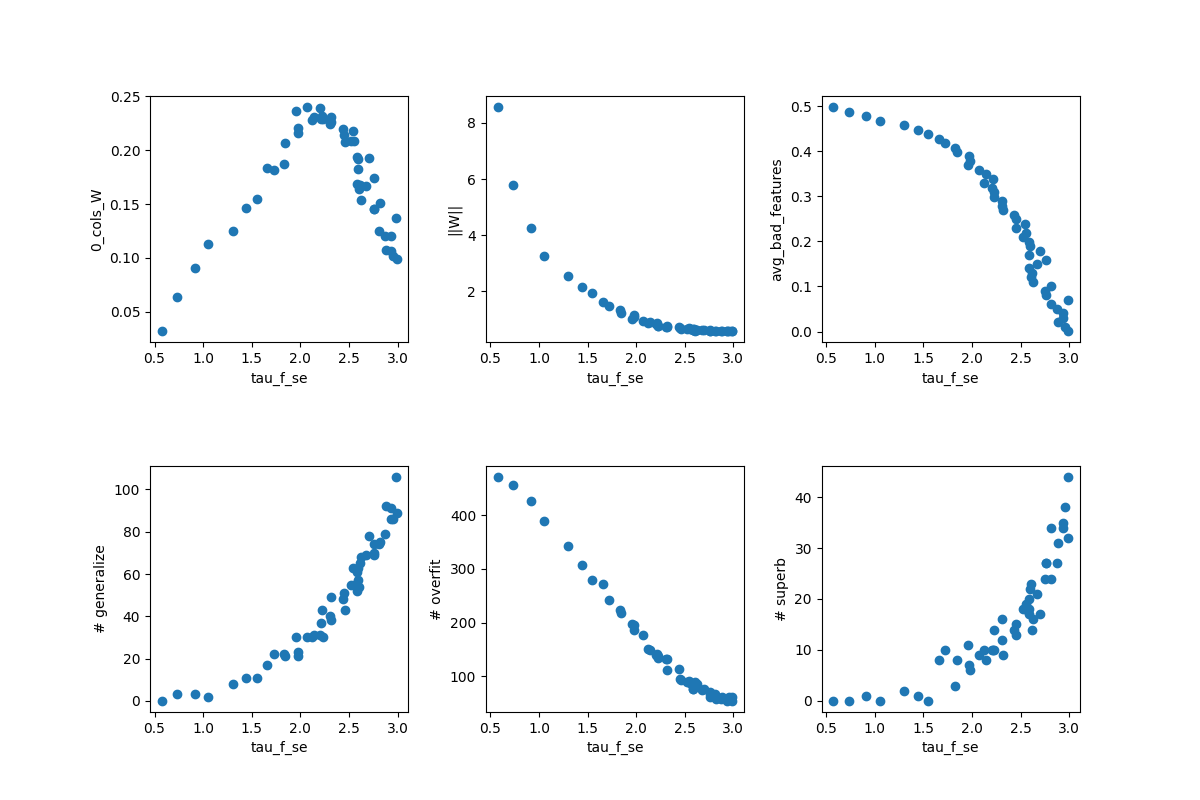 0.25
0.20
0.15
0.10
0.05
0_cols_W
0.5 1.0 1.5 2.0 2.5 3.0
tau_f_se
8
6
4
2
||W||
0.5 1.0 1.5 2.0 2.5 3.0
tau_f_se
0.5
0.4
0.3
0.2
0.1
0.0
avg_bad_features
0.5 1.0 1.5 2.0 2.5 3.0
tau_f_se
100
80
60
40
20
0
# generalize
0.5 1.0 1.5 2.0 2.5 3.0
tau_f_se
400
300
200
100
# overfit
0.5 1.0 1.5 2.0 2.5 3.0
tau_f_se
40
30
20
10
0
# superb
0.5 1.0 1.5 2.0 2.5 3.0
tau_f_se